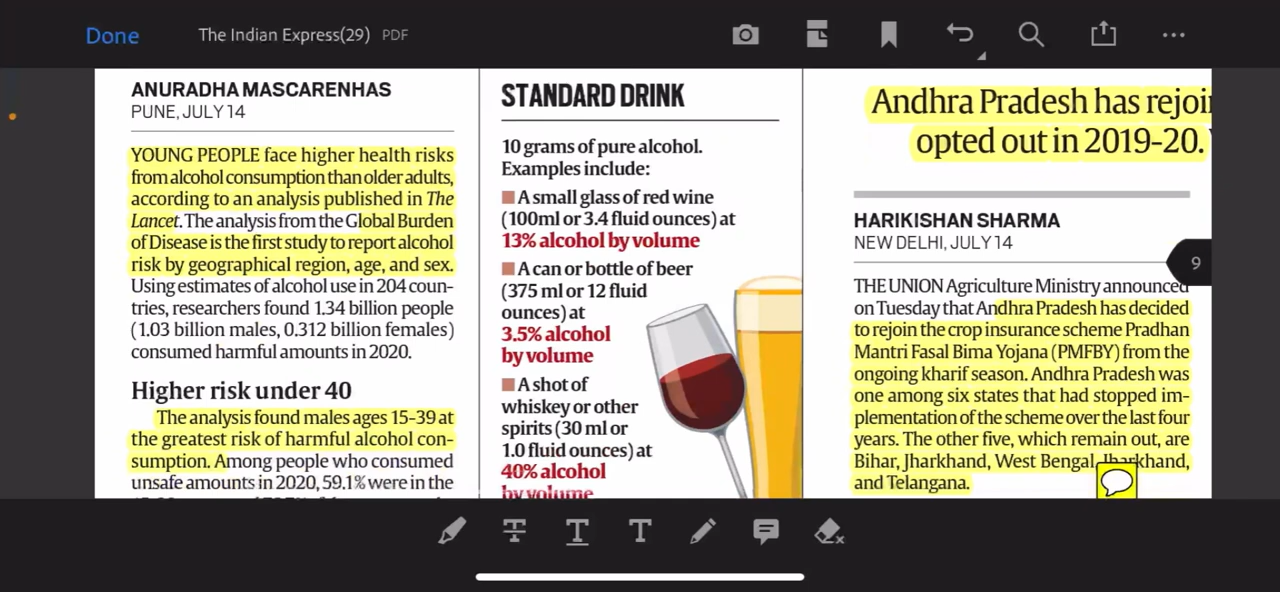 Done
The Indian Express(29) PDF
ANURADHA MASCARENHAS
PUNE, JULY 14
YOUNG PEOPLE face higher health risks
from alcohol consumption than older adults,
according to an analysis published in The
Lancet. The analysis from the Global Burden
of Disease is the first study to report alcohol
risk by geographical region, age, and sex.
Using estimates of alcohol use in 204 coun-
tries, researchers found 1.34 billion people
(1.03 billion males, 0.312 billion females)
consumed harmful amounts in 2020.
Higher risk under 40
The analysis found males ages 15-39 at
the greatest risk of harmful alcohol con-
sumption. Among people who consumed
unsafe amounts in 2020, 59.1% were in the
STANDARD DRINK
10 grams of pure alcohol.
Examples include:
A small glass of red wine
(100ml or 3.4 fluid ounces) at
13% alcohol by volume
A can or bottle of beer
(375 ml or 12 fluid
ounces) at
3.5% alcohol
by volume
A shot of
whiskey or other
spirits (30 ml or
1.0 fluid ounces) at
40% alcohol
by volume
Andhra Pradesh has rejoi
opted out in 2019-20.
HARIKISHAN SHARMA
NEW DELHI, JULY 14
9
THE UNION Agriculture Ministry announced
on Tuesday that Andhra Pradesh has decided
to rejoin the crop insurance scheme Pradhan
Mantri Fasal Bima Yojana (PMFBY) from the
ongoing kharif season. Andhra Pradesh was
one among six states that had stopped im-
plementation of the scheme over the last four
years. The other five, which remain out, are
Bihar, Jharkhand, West Bengal, Jharkhand,
and Telangana.
T
T
T